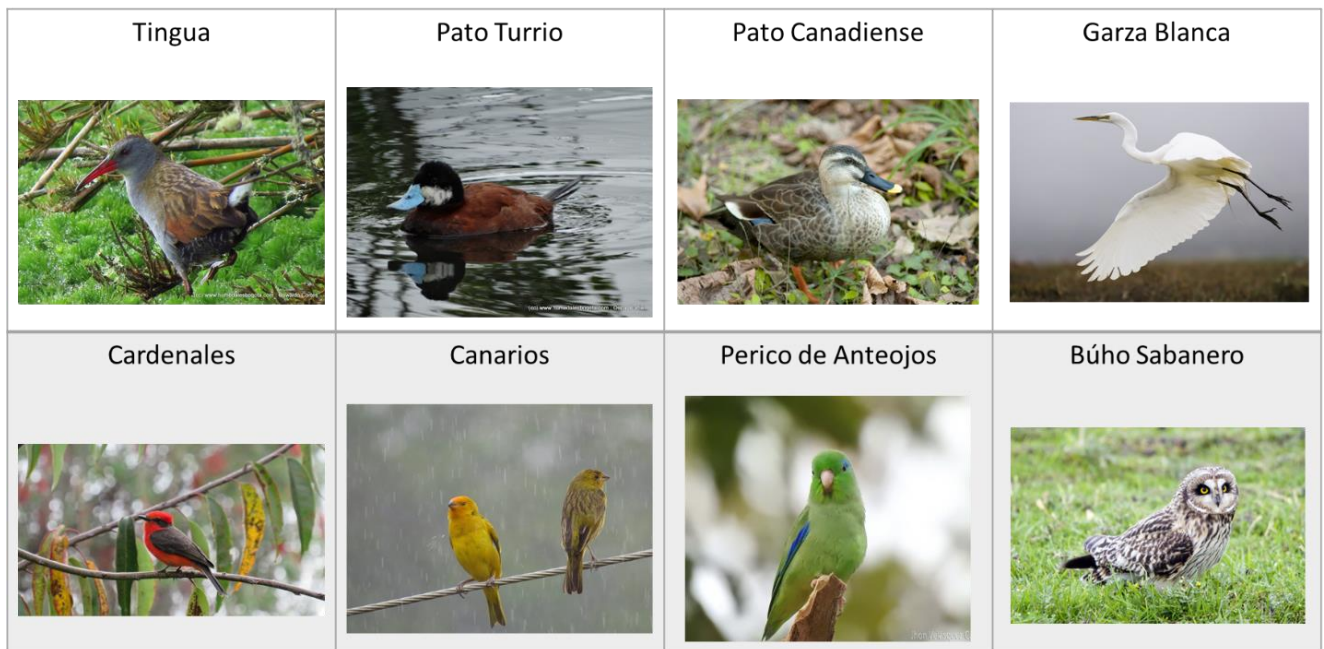 Tingua
Pato Turrio
Pato Canadiense
Garza Blanca
Cardenales
Canarios
Perico de Anteojos
Búho Sabanero